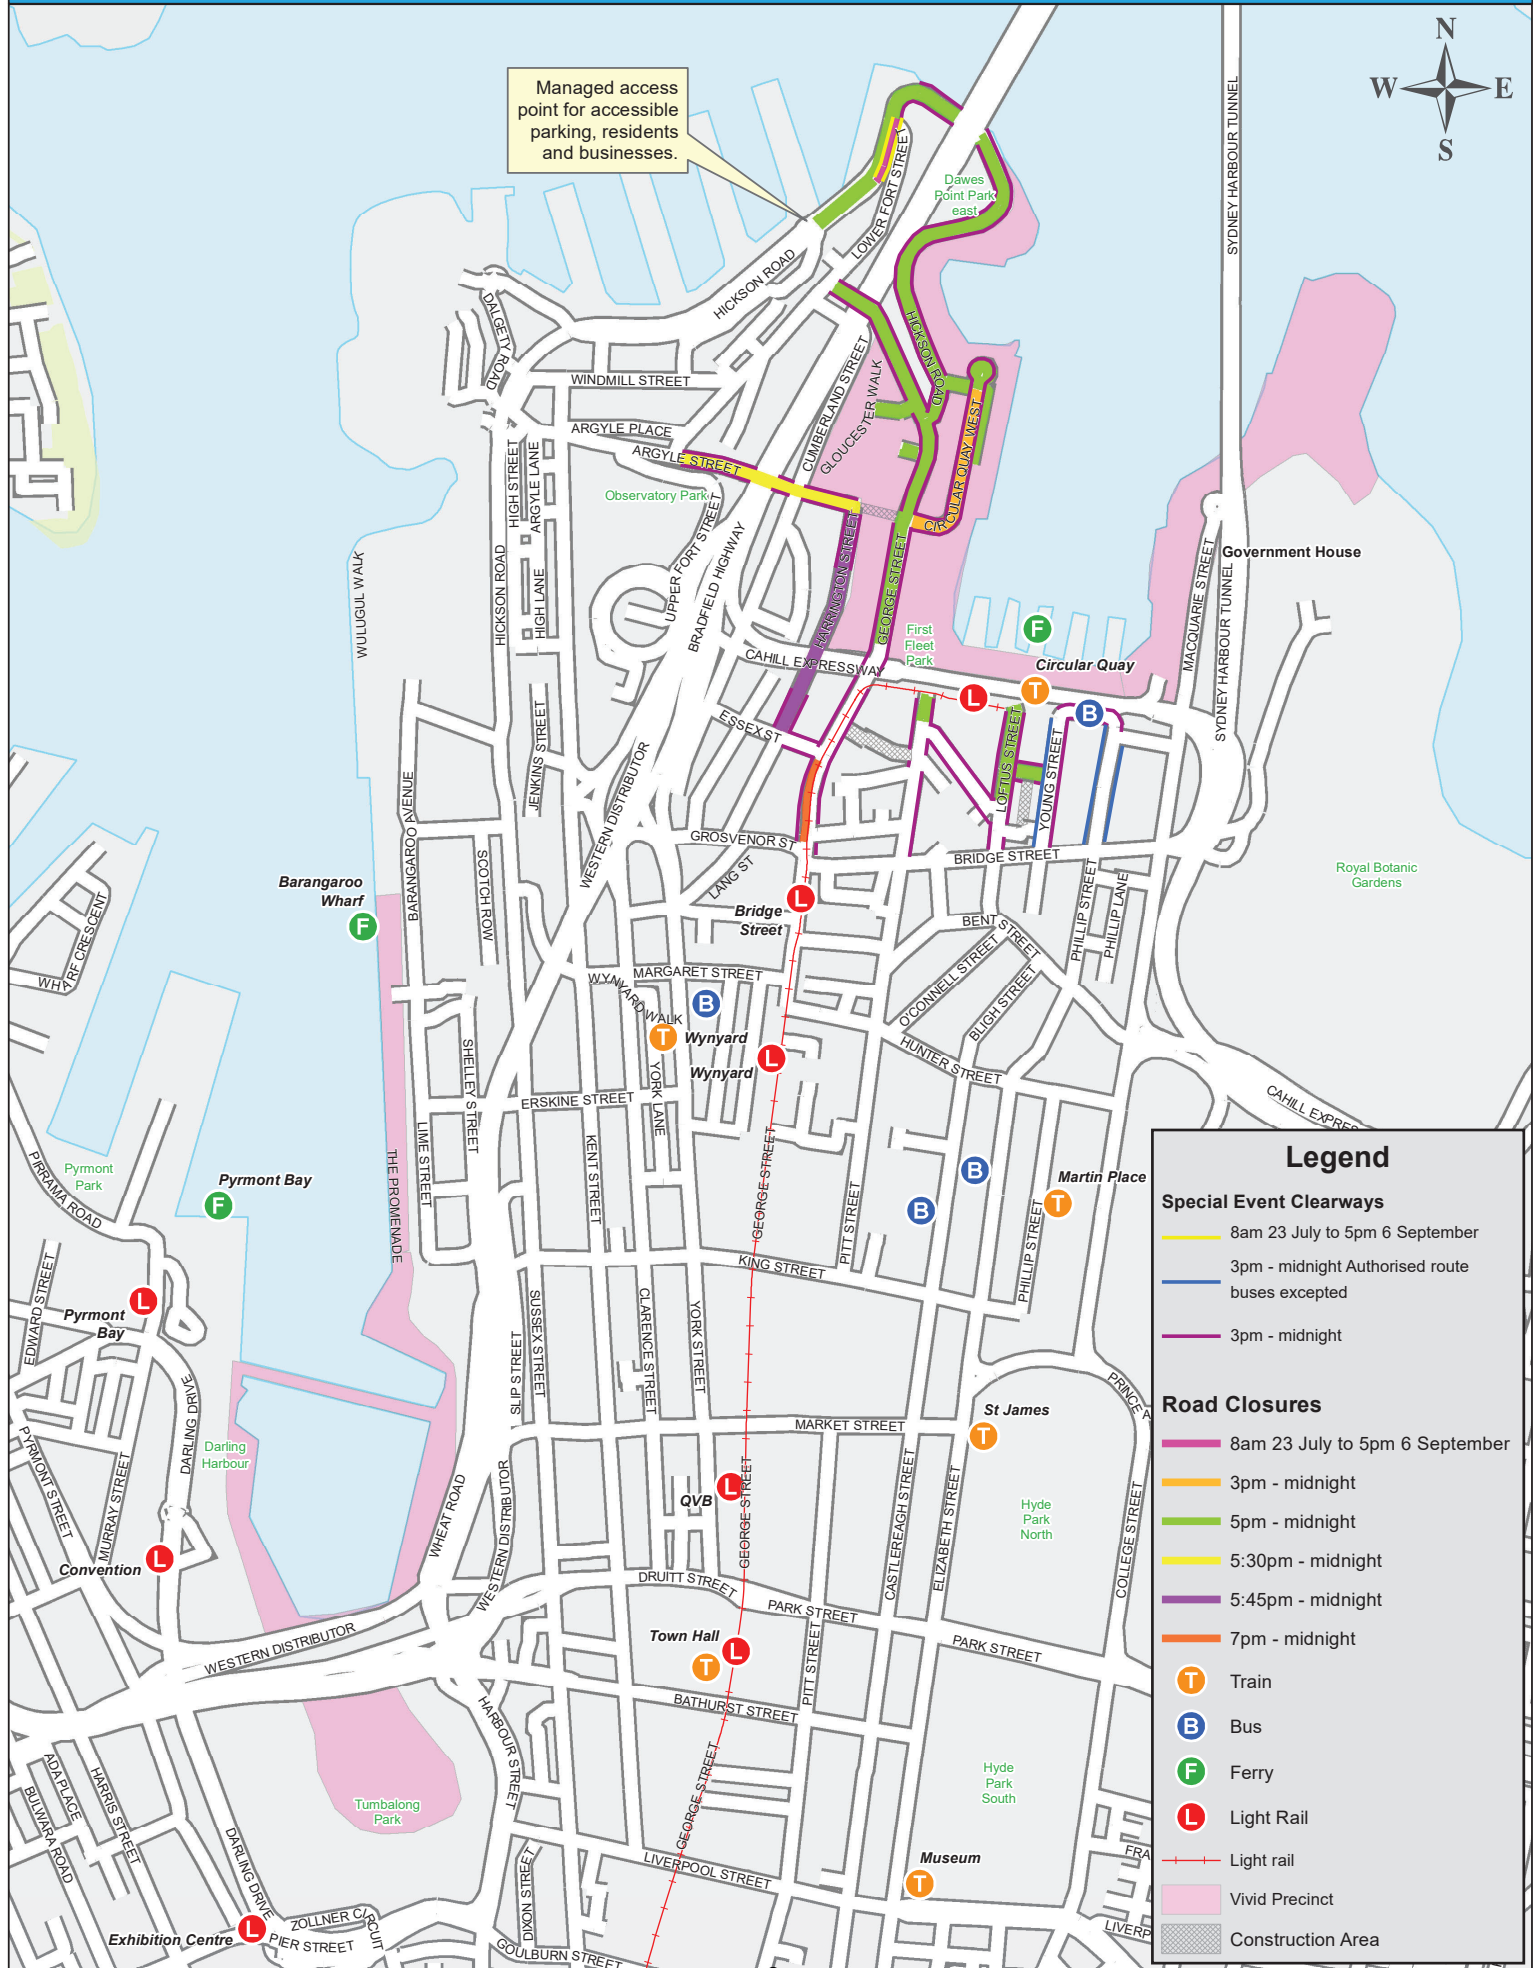 N
W
E
S
Managed access
point for accessible
parking, residents
and businesses.
SYDNEY HARBOUR TUNNEL
SYDNEY HARBOUR TUNNEL
LOWER FORT STREET
Dawes
Point Park
east
HICKSON ROAD
DALGETY ROAD
HICKSON ROAD
WINDMILL STREET
CUMBERLAND STREET
GLOUCESTER WALK
CIRCULAR QUAY WEST
ARGYLE PLACE
ARGYLE STREET
Observatory Park
HIGH STREET
ARGYLE LANE
UPPER FORT STREET
BRADFIELD HIGHWAY
HARRINGTON STREET
GEORGE STREET
HICKSON ROAD
HIGH LANE
WULUGUL WALK
Government House
MACQUARIE STREET
SYDNEY HARBOUR TUNNEL
First
Fleet
Park
F
Circular Quay
CAHILL EXPRESSWAY
T
L
B
ESSEX ST
LOFTUS STREET
YOUNG STREET
JENKINS STREET
WESTERN DISTRIBUTOR
BARANGAROO AVENUE
GROSVENOR ST
LANG ST
BRIDGE STREET
SCOTCH ROW
Royal Botanic
Gardens
Barangaroo
Wharf
F
L
Bridge
Street
PHILLIP STREET
PHILLIP LANE
BENT STREET
O'CONNELL STREET
BLIGH STREET
WHARF CRESCENT
MARGARET STREET
WYNYARD WALK
B
T
Wynyard
L
Wynyard
HUNTER STREET
YORK LANE
SHELLEY STREET
ERSKINE STREET
CAHILL EXPRES
LIME STREET
KENT STREET
THE PROMENADE
GEORGE STREET
PITT STREET
Pyrmont
Park
PIRRAMA ROAD
Pyrmont Bay
F
B
B
Martin Place
T
PHILLIP STREET
KING STREET
EDWARD STREET
L
Pyrmont
Bay
SUSSEX STREET
SLIP STREET
CLARENCE STREET
YORK STREET
PRINCE A
DARLING DRIVE
MARKET STREET
St James
T
PYRMONT STREET
Darling
Harbour
MURRAY STREET
WHEAT ROAD
WESTERN DISTRIBUTOR
L
QVB
GEORGE STREET
CASTLEREAGH STREET
ELIZABETH STREET
Hyde
Park
North
COLLEGE STREET
L
Convention
DRUITT STREET
PARK STREET
PARK STREET
WESTERN DISTRIBUTOR
Town Hall
L
T
PITT STREET
BATHURST STREET
HARBOUR STREET
GEORGE STREET
Hyde
Park
South
ADA PLACE
BULWARA ROAD
HARRIS STREET
Tumbalong
Park
DARLING DRIVE
DIXON STREET
LIVERPOOL STREET
Museum
T
FRA
LIVERP
L
Exhibition Centre
ZOLLNER CIRCUIT
PIER STREET
GOULBURN STREET
Legend
Special Event Clearways
8am 23 July to 5pm 6 September
3pm - midnight Authorised route
buses excepted
3pm - midnight
Road Closures
8am 23 July to 5pm 6 September
3pm - midnight
5pm - midnight
5:30pm - midnight
5:45pm - midnight
7pm - midnight
T Train
B Bus
F Ferry
L Light Rail
Light rail
Vivid Precinct
Construction Area